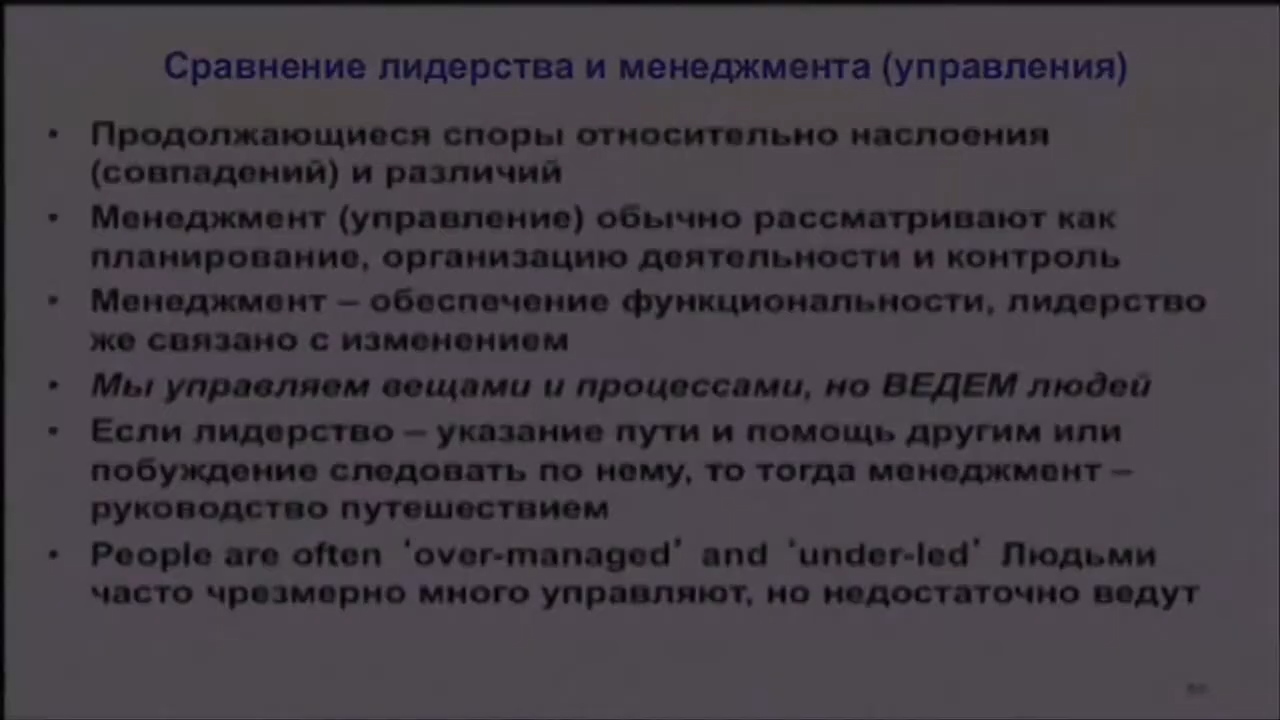 Сравнение лидерства и менеджмента (управления)
• Продолжающиеся споры относительно наслоения
(совпадений) и различий
• Менеджмент (управление) обычно рассматривают как
планирование, организацию деятельности и контроль
• Менеджмент – обеспечение функциональности, лидерство
же связано с изменением
• Мы управляем вещами и процессами, но ВЕДЕМ людей
• Если лидерство – указание пути и помощь другим или
побуждение следовать по нему, то тогда менеджмент –
руководство путешествием
• People are often ‘over-managed’ and ‘under-led’ Людьми
часто чрезмерно много управляют, но недостаточно ведут